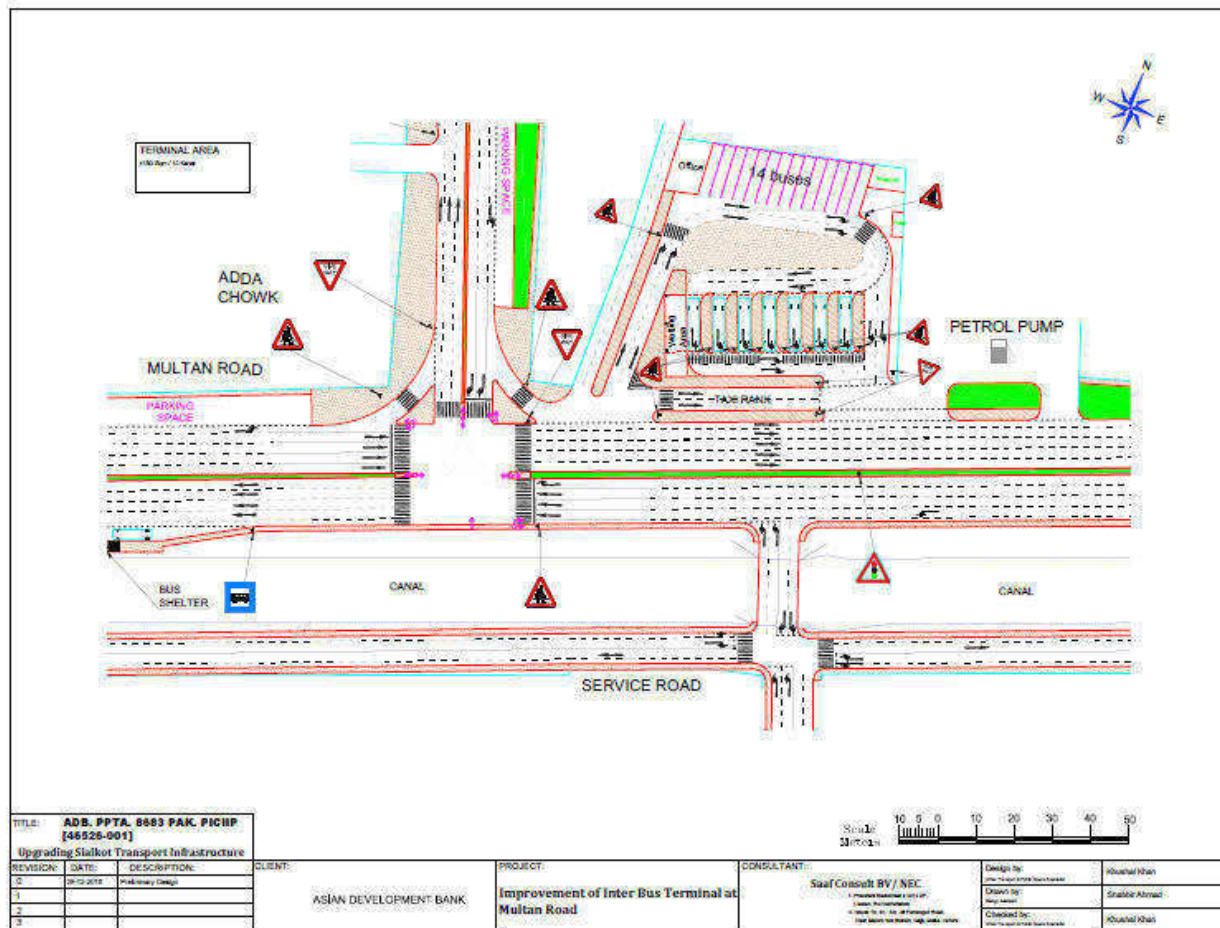 N
W
E
S
TERMINAL AREA
PARKING SPACE
Office
14 buses
ADDA
CHOWK
Waiting
Area
PETROL PUMP
MULTAN ROAD
PARKING
SPACE
TAXI RANK
BUS
SHELTER
CANAL
CANAL
SERVICE ROAD
Scale
Meters
10 5 0 10 20 30 40 50
TITLE: ADB. PPTA. 8683 PAK. PICIIP
[46526-001]
Upgrading Sialkot Transport Infrastructure
REVISION: DATE: DESCRIPTION:
0 Preliminary Design
1
2
3
CLIENT:
ASIAN DEVELOPMENT BANK
PROJECT:
Improvement of Inter Bus Terminal at
Multan Road
CONSULTANT:
Saaf Consult BV/ NEC
Design by: Khushal Khan
Drawn by: Shabbir Ahmad
Checked by: Khushal Khan